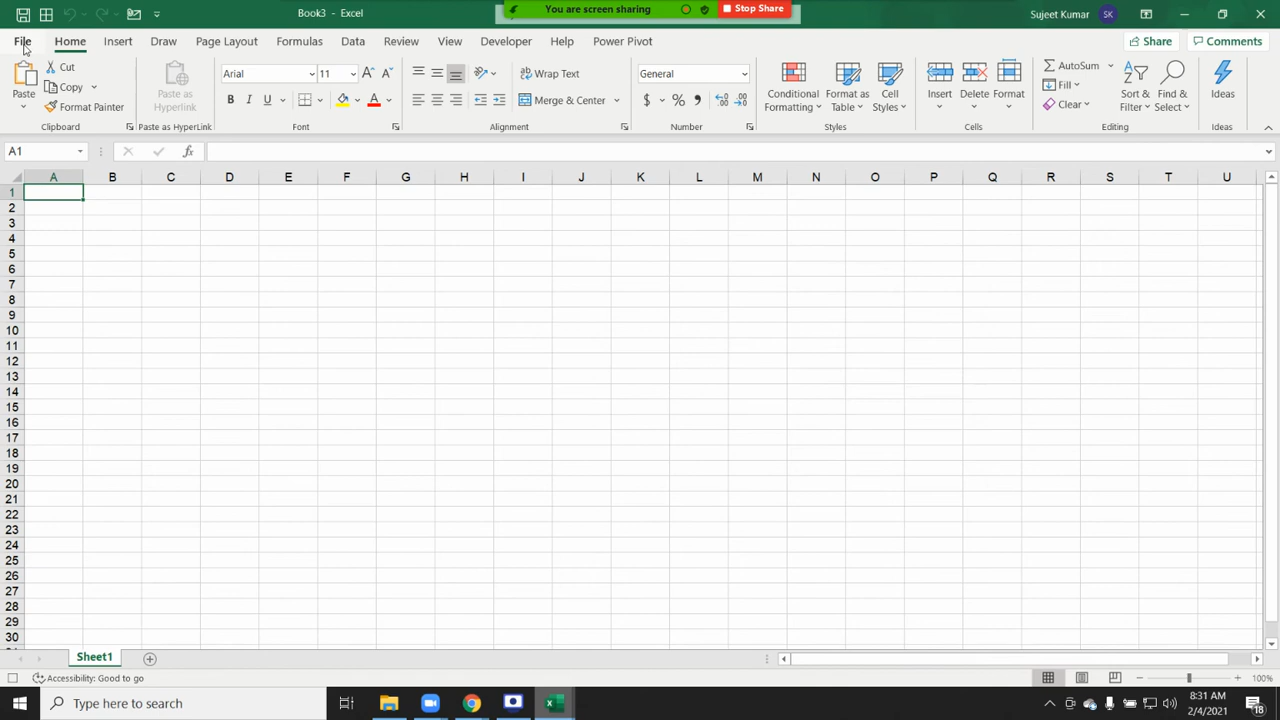 Book3 - Excel
You are screen sharing
Stop Share
Sujeet Kumar
SK
File Home Insert Draw Page Layout Formulas Data Review View Developer Help Power Pivot
Share
Comments
Paste
Cut
Copy
Format Painter
Clipboard
Paste as Hyperlink
Paste as HyperLink
Arial
11
B I U
A
Font
Wrap Text
Merge & Center
Alignment
General
$ % ,
Number
Conditional Formatting
Format as Table
Cell Styles
Styles
Insert
Delete
Format
Cells
AutoSum
Fill
Clear
Sort & Filter
Find & Select
Editing
Ideas
Ideas
A1
fx
A B C D E F G H I J K L M N O P Q R S T U
1
2
3
4
5
6
7
8
9
10
11
12
13
14
15
16
17
18
19
20
21
22
23
24
25
26
27
28
29
30
Sheet1
Accessibility: Good to go
100%
Type here to search
8:31 AM
2/4/2021
18